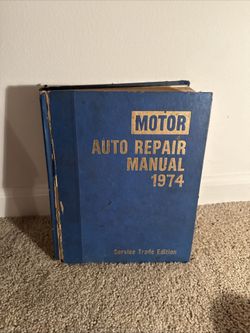 MOTOR
AUTO REPAIR
MANUAL
1974
Service Trade Edition